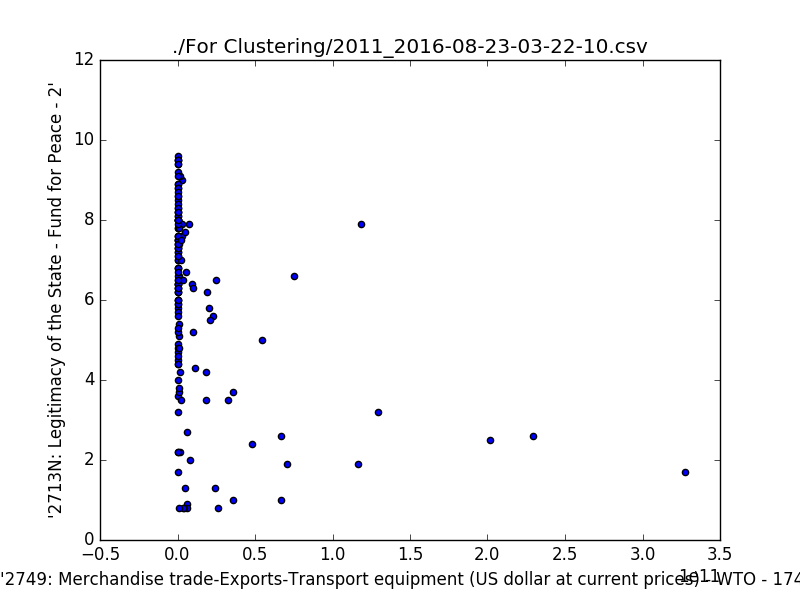 ./For Clustering/2011_2016-08-23-03-22-10.csv
12
10
8
6
4
2
0
'2713N: Legitimacy of the State - Fund for Peace - 2'
−0.5 0.0 0.5 1.0 1.5 2.0 2.5 3.0 3.5
1e11
'2749: Merchandise trade-Exports-Transport equipment (US dollar at current prices) - WTO - 174